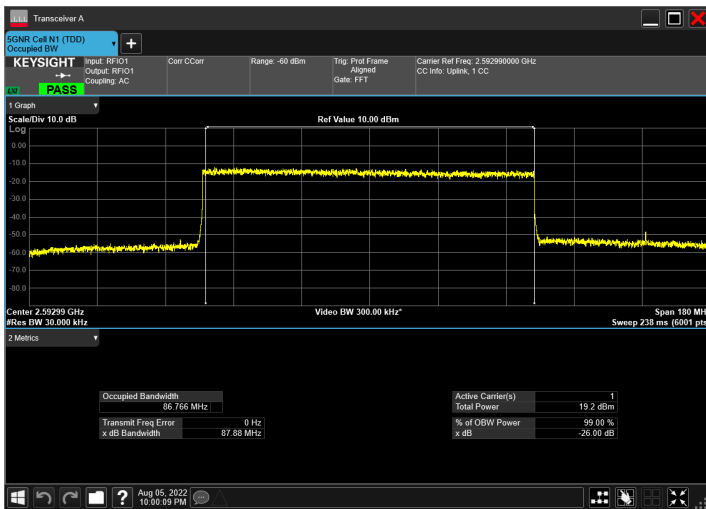 Transceiver A
5GNR Cell N1 (TDD)
Occupied BW
KEYSIGHT
LXI
PASS
Input: RFIO1
Output: RFIO1
Coupling: AC
Corr CCorr
Range: -60 dBm
Trig: Prot Frame
Aligned
Gate: FFT
Carrier Ref Freq: 2.592990000 GHz
CC Info: Uplink, 1 CC
1 Graph
Scale/Div 10.0 dB
Ref Value 10.00 dBm
Log
0.00
-10.0
-20.0
-30.0
-40.0
-50.0
-60.0
-70.0
-80.0
Center 2.59299 GHz
Video BW 300.00 kHz*
Span 180 MH
#Res BW 30.000 kHz
Sweep 238 ms (6001 pts
2 Metrics
Occupied Bandwidth
86.766 MHz
Transmit Freq Error 0 Hz
x dB Bandwidth 87.88 MHz
Active Carrier(s) 1
Total Power 19.2 dBm
% of OBW Power 99.00 %
x dB -26.00 dB
Aug 05, 2022
10:00:09 PM